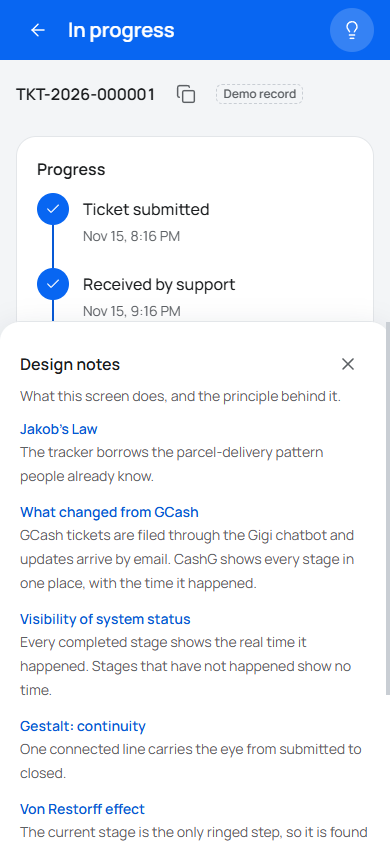 In progress
TKT-2026-000001
Demo record
Progress
Ticket submitted
Nov 15, 8:16 PM
Received by support
Nov 15, 9:16 PM
Design notes
What this screen does, and the principle behind it.
Jakob's Law
The tracker borrows the parcel-delivery pattern
people already know.
What changed from GCash
GCash tickets are filed through the Gigi chatbot and
updates arrive by email. CashG shows every stage in
one place, with the time it happened.
Visibility of system status
Every completed stage shows the real time it
happened. Stages that have not happened show no
time.
Gestalt: continuity
One connected line carries the eye from submitted to
closed.
Von Restorff effect
The current stage is the only ringed step, so it is found